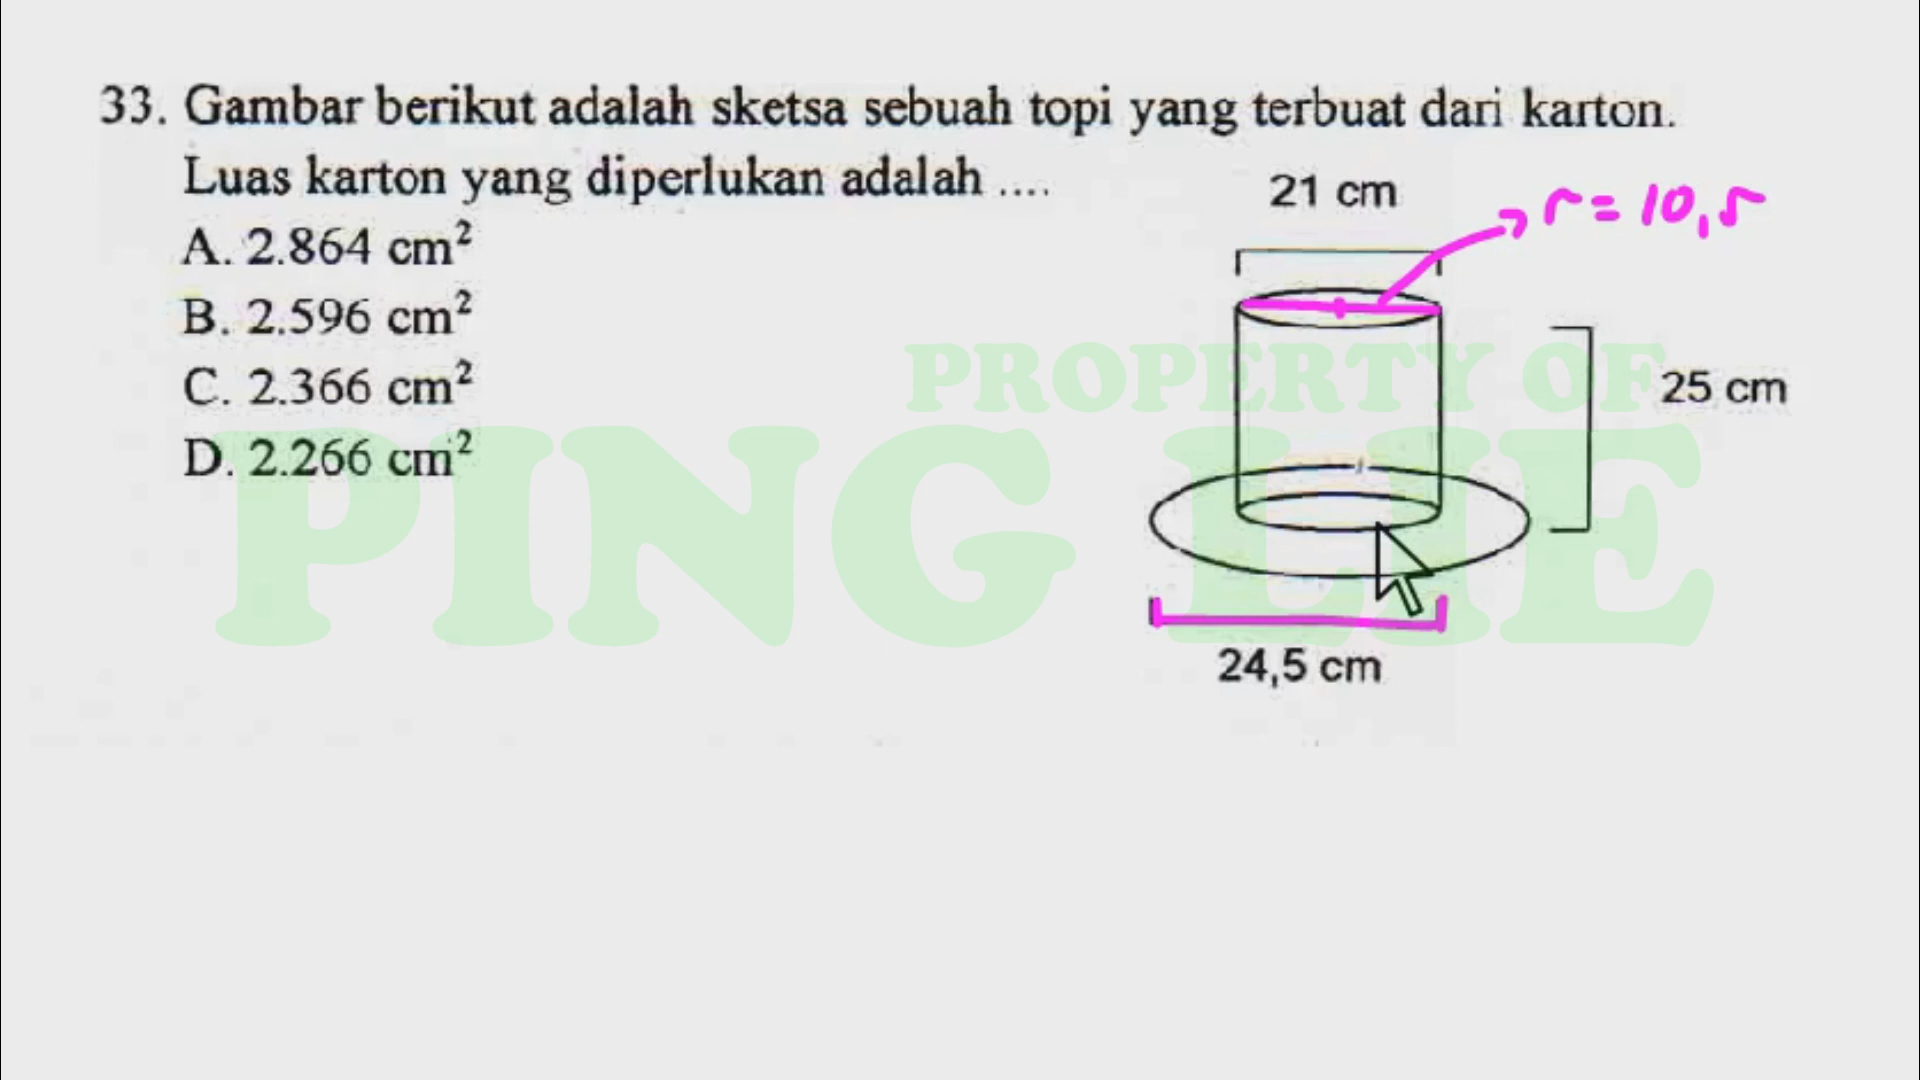 33. Gambar berikut adalah sketsa sebuah topi yang terbuat dari karton.
Luas karton yang diperlukan adalah ....
A. 2.864 cm²
B. 2.596 cm²
C. 2.366 cm²
D. 2.266 cm²
21 cm
r = 10,5
25 cm
24,5 cm
PROPERTY OF
PING LIE